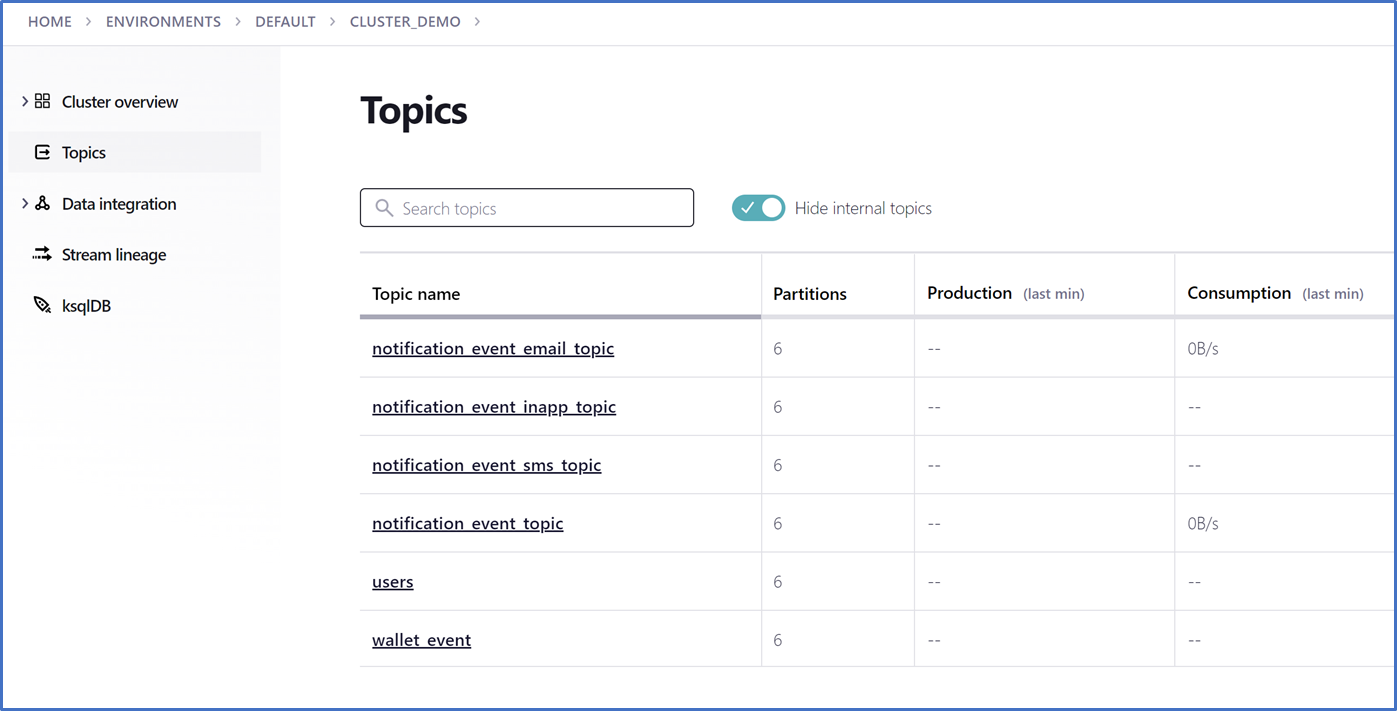 HOME > ENVIRONMENTS > DEFAULT > CLUSTER_DEMO >
Cluster overview
Topics
Data integration
Stream lineage
ksqlDB
Topics
Search topics
Hide internal topics
Topic name Partitions Production (last min) Consumption (last min)
notification_event_email_topic 6 -- 0B/s
notification_event_inapp_topic 6 -- --
notification_event_sms_topic 6 -- --
notification_event_topic 6 -- 0B/s
users 6 -- --
wallet_event 6 -- --